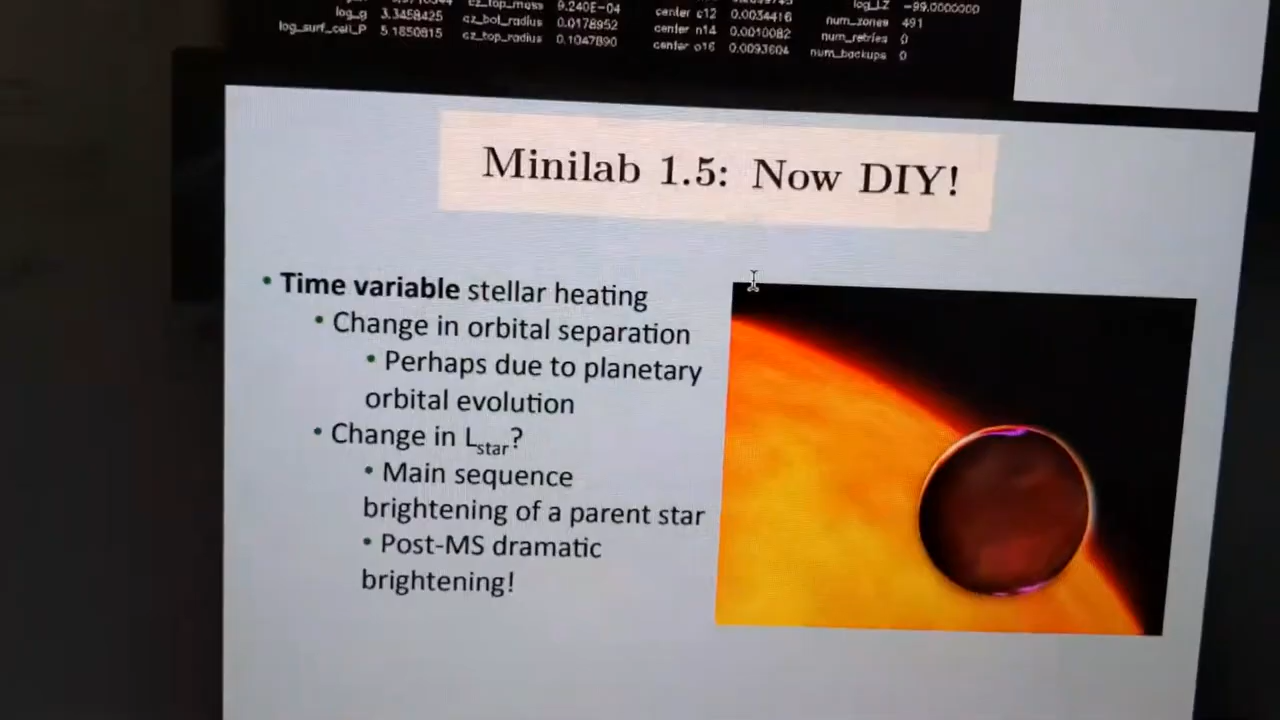 log_g 3.3458425 cz_bot_radius 0.0178952 center c12 0.0034416 num_zones 491
log_surf_cell_P 5.1850815 cz_top_radius 0.1047890 center n14 0.0010082 num_retries 0
center o16 0.0093604 num_backups 0
Minilab 1.5: Now DIY!
• Time variable stellar heating
• Change in orbital separation
• Perhaps due to planetary
orbital evolution
• Change in Lstar?
• Main sequence
brightening of a parent star
• Post-MS dramatic
brightening!